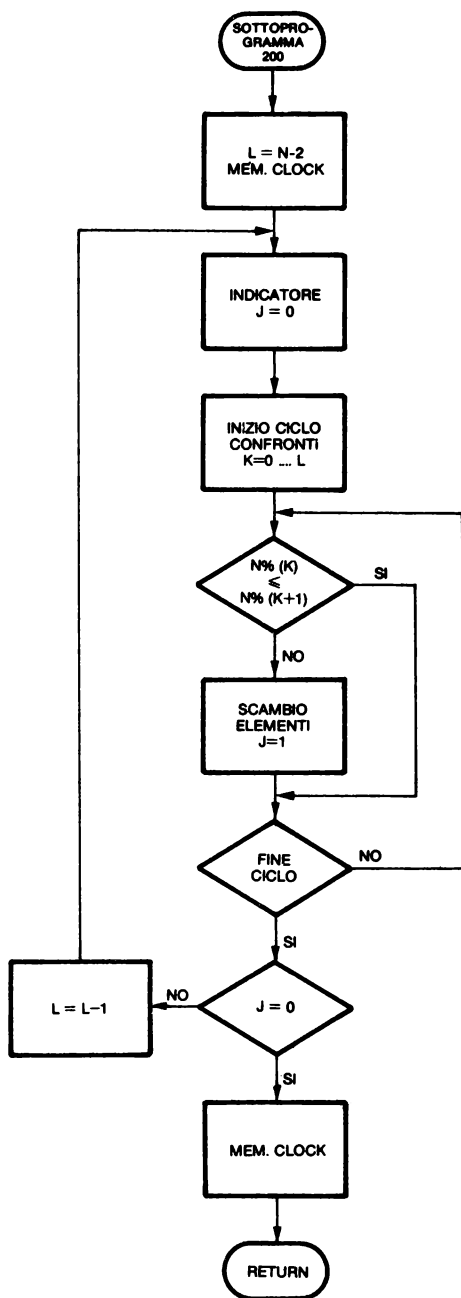 SOTTOPRO-
GRAMMA
200
L = N-2
MEM. CLOCK
INDICATORE
J = 0
INIZIO CICLO
CONFRONTI
K=0 .... L
N% (K)
≤
N% (K+1)
SI
NO
SCAMBIO
ELEMENTI
J=1
FINE
CICLO
NO
SI
J = 0
NO
L = L-1
SI
MEM. CLOCK
RETURN